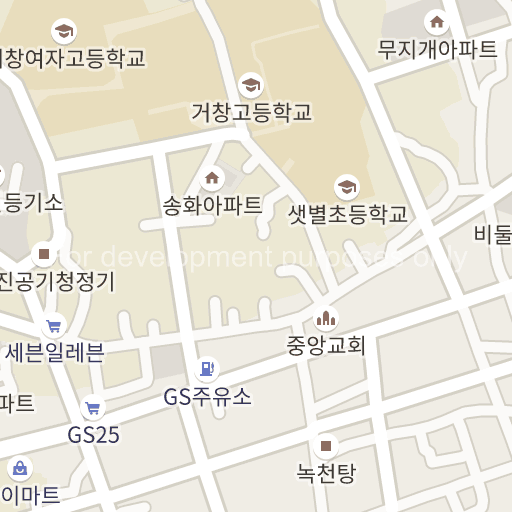 무지개아파트
창여자고등학교
거창고등학교
등기소
송화아파트
샛별초등학교
비둘
for development purposes only
진공기청정기
세븐일레븐
중앙교회
GS주유소
파트
GS25
녹천탕
이마트